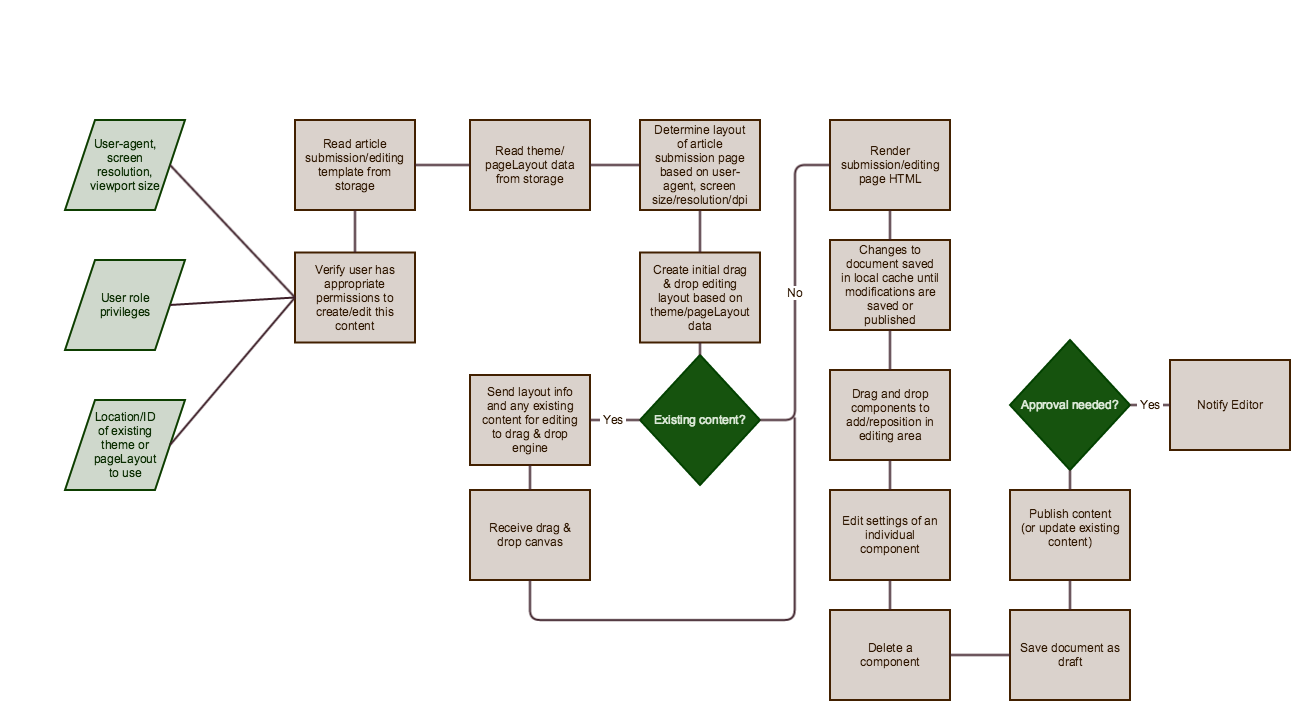 User-agent,
screen
resolution,
viewport size
User role
privileges
Location/ID
of existing
theme or
pageLayout
to use
Read article
submission/editing
template from
storage
Verify user has
appropriate
permissions to
create/edit this
content
Read theme/
pageLayout data
from storage
Determine layout
of article
submission page
based on user-
agent, screen
size/resolution/dpi
Create initial drag
& drop editing
layout based on
theme/pageLayout
data
Existing content?
Yes
Send layout info
and any existing
content for editing
to drag & drop
engine
Receive drag &
drop canvas
No
Render
submission/editing
page HTML
Changes to
document saved
in local cache until
modifications are
saved or
published
Drag and drop
components to
add/reposition in
editing area
Edit settings of an
individual
component
Delete a
component
Save document as
draft
Publish content
(or update existing
content)
Approval needed?
Yes
Notify Editor